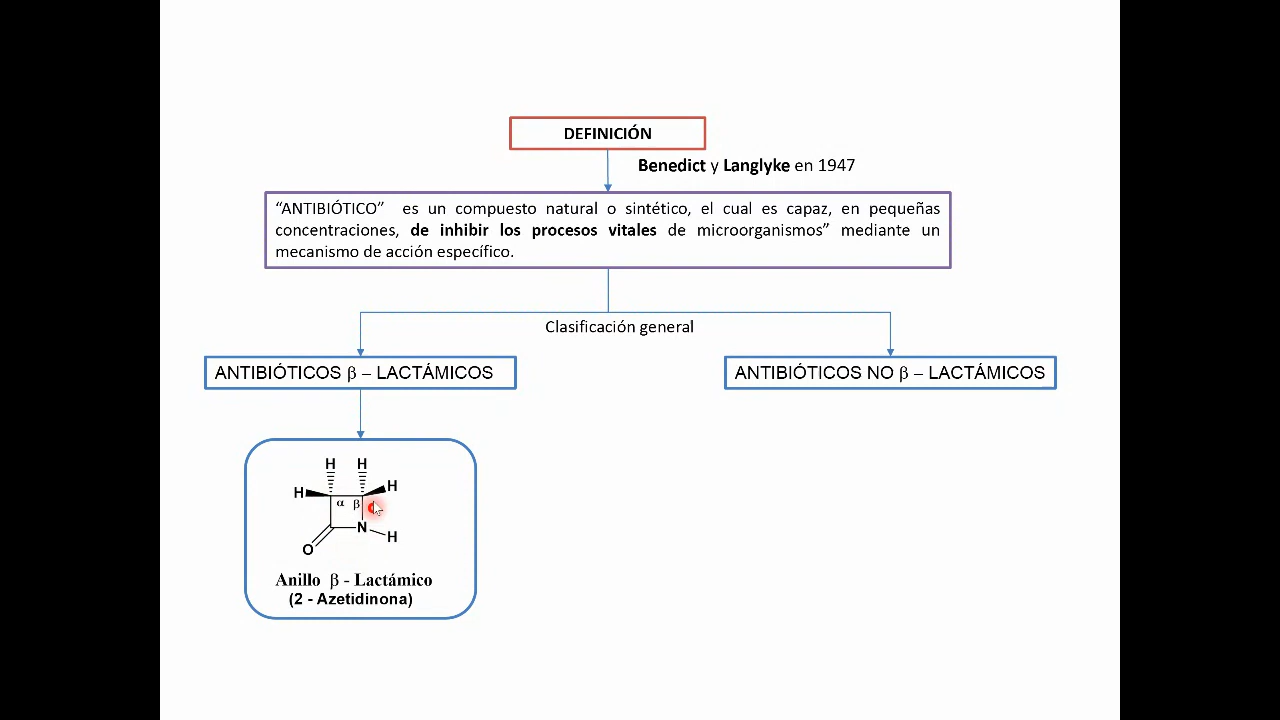 DEFINICIÓN
Benedict y Langlyke en 1947
“ANTIBIÓTICO” es un compuesto natural o sintético, el cual es capaz, en pequeñas
concentraciones, de inhibir los procesos vitales de microorganismos” mediante un
mecanismo de acción específico.
Clasificación general
ANTIBIÓTICOS β – LACTÁMICOS
ANTIBIÓTICOS NO β – LACTÁMICOS
H H
H H
α β
N
H
O
Anillo β - Lactámico
(2 - Azetidinona)